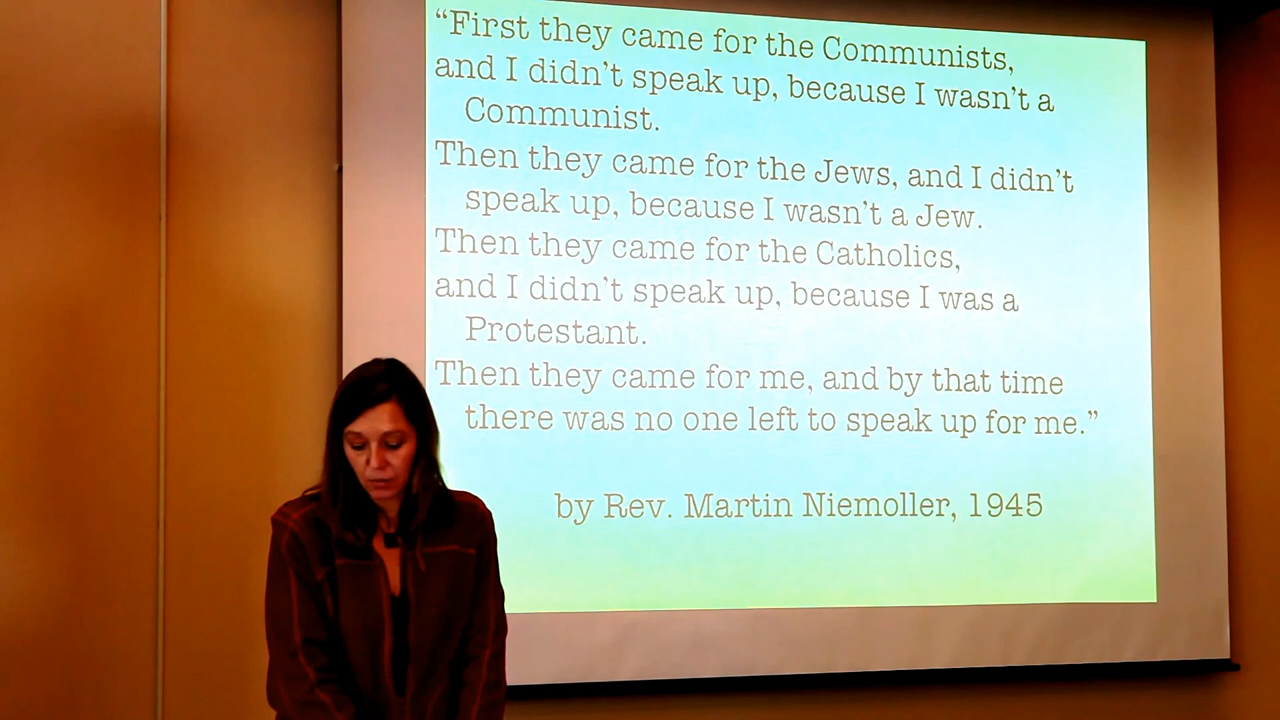 “First they came for the Communists,
and I didn’t speak up, because I wasn’t a
Communist.
Then they came for the Jews, and I didn’t
speak up, because I wasn’t a Jew.
Then they came for the Catholics,
and I didn’t speak up, because I was a
Protestant.
Then they came for me, and by that time
there was no one left to speak up for me.”
by Rev. Martin Niemoller, 1945